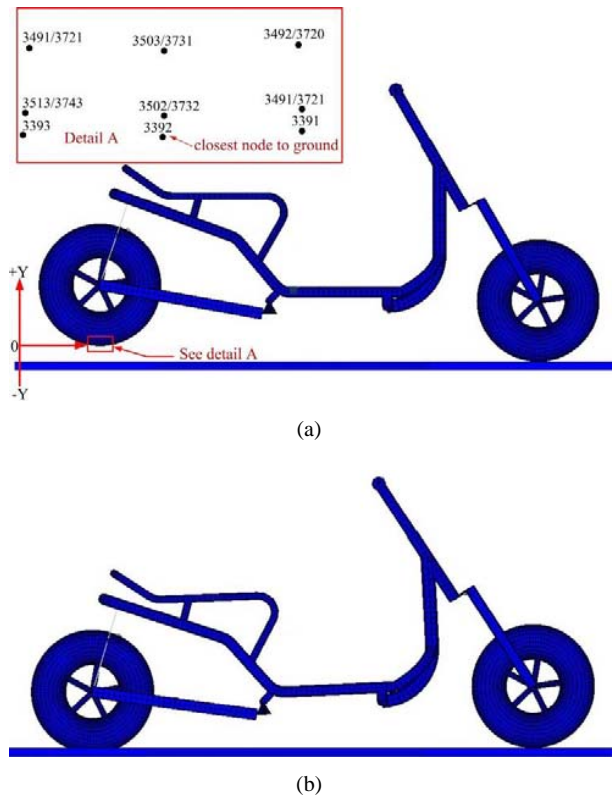 3491/3721
3503/3731
3492/3720
3513/3743
3502/3732
3491/3721
3393
3392
3391
Detail A
closest node to ground
+Y
0
See detail A
-Y
(a)
(b)